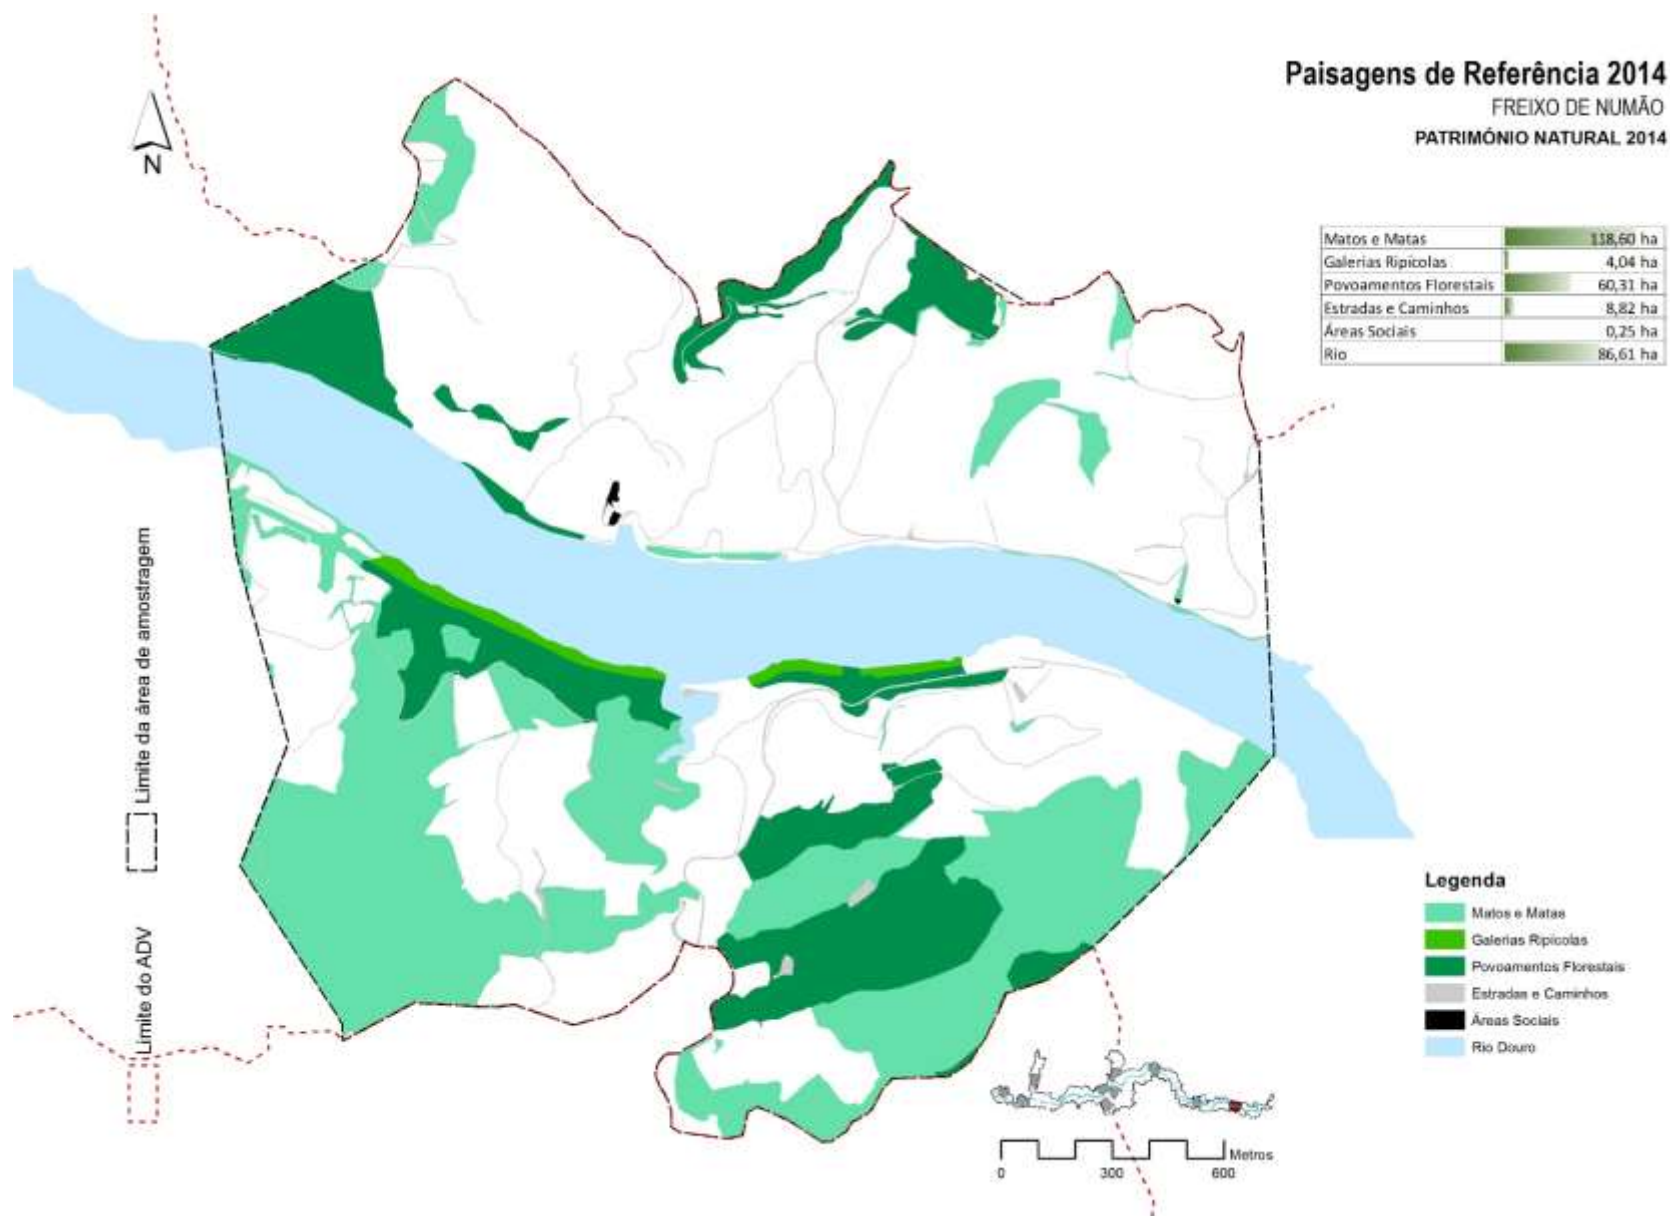 Paisagens de Referência 2014
FREIXO DE NUMÃO
PATRIMÓNIO NATURAL 2014
N
Matos e Matas 118,60 ha
Galerias Ripícolas 4,04 ha
Povoamentos Florestais 60,31 ha
Estradas e Caminhos 8,82 ha
Áreas Sociais 0,25 ha
Rio 86,61 ha
Limite da área de amostragem
Limite do ADV
Legenda
Matos e Matas
Galerias Ripícolas
Povoamentos Florestais
Estradas e Caminhos
Áreas Sociais
Rio Douro
Metros
0 300 600